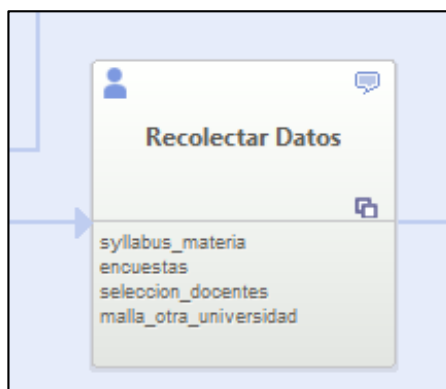 Recolectar Datos
syllabus_materia
encuestas
seleccion_docentes
malla_otra_universidad